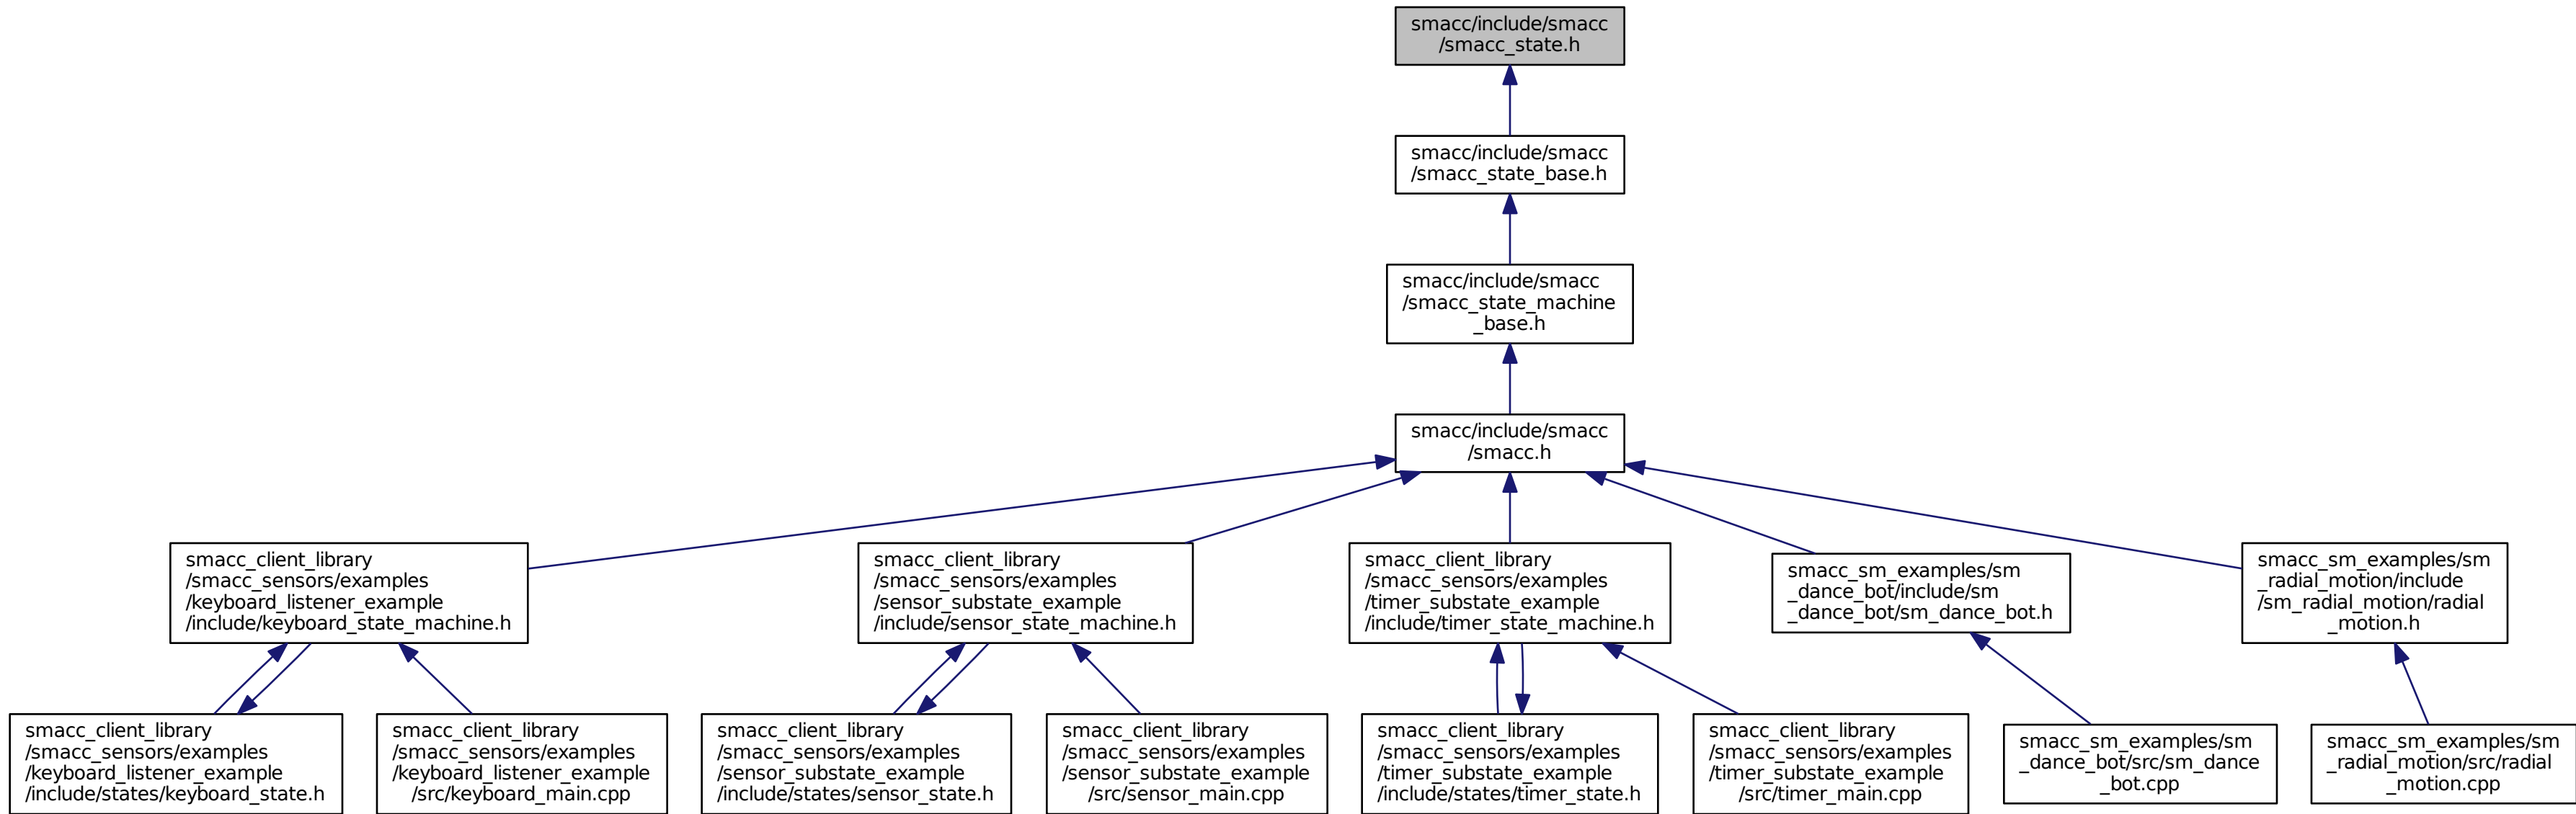 smacc/include/smacc
/smacc_state.h
smacc/include/smacc
/smacc_state_base.h
smacc/include/smacc
/smacc_state_machine
_base.h
smacc/include/smacc
/smacc.h
smacc_client_library
/smacc_sensors/examples
/keyboard_listener_example
/include/keyboard_state_machine.h
smacc_client_library
/smacc_sensors/examples
/sensor_substate_example
/include/sensor_state_machine.h
smacc_client_library
/smacc_sensors/examples
/timer_substate_example
/include/timer_state_machine.h
smacc_sm_examples/sm
_dance_bot/include/sm
_dance_bot/sm_dance_bot.h
smacc_sm_examples/sm
_radial_motion/include
/sm_radial_motion/radial
_motion.h
smacc_client_library
/smacc_sensors/examples
/keyboard_listener_example
/include/states/keyboard_state.h
smacc_client_library
/smacc_sensors/examples
/keyboard_listener_example
/src/keyboard_main.cpp
smacc_client_library
/smacc_sensors/examples
/sensor_substate_example
/include/states/sensor_state.h
smacc_client_library
/smacc_sensors/examples
/sensor_substate_example
/src/sensor_main.cpp
smacc_client_library
/smacc_sensors/examples
/timer_substate_example
/include/states/timer_state.h
smacc_client_library
/smacc_sensors/examples
/timer_substate_example
/src/timer_main.cpp
smacc_sm_examples/sm
_dance_bot/src/sm_dance
_bot.cpp
smacc_sm_examples/sm
_radial_motion/src/radial
_motion.cpp